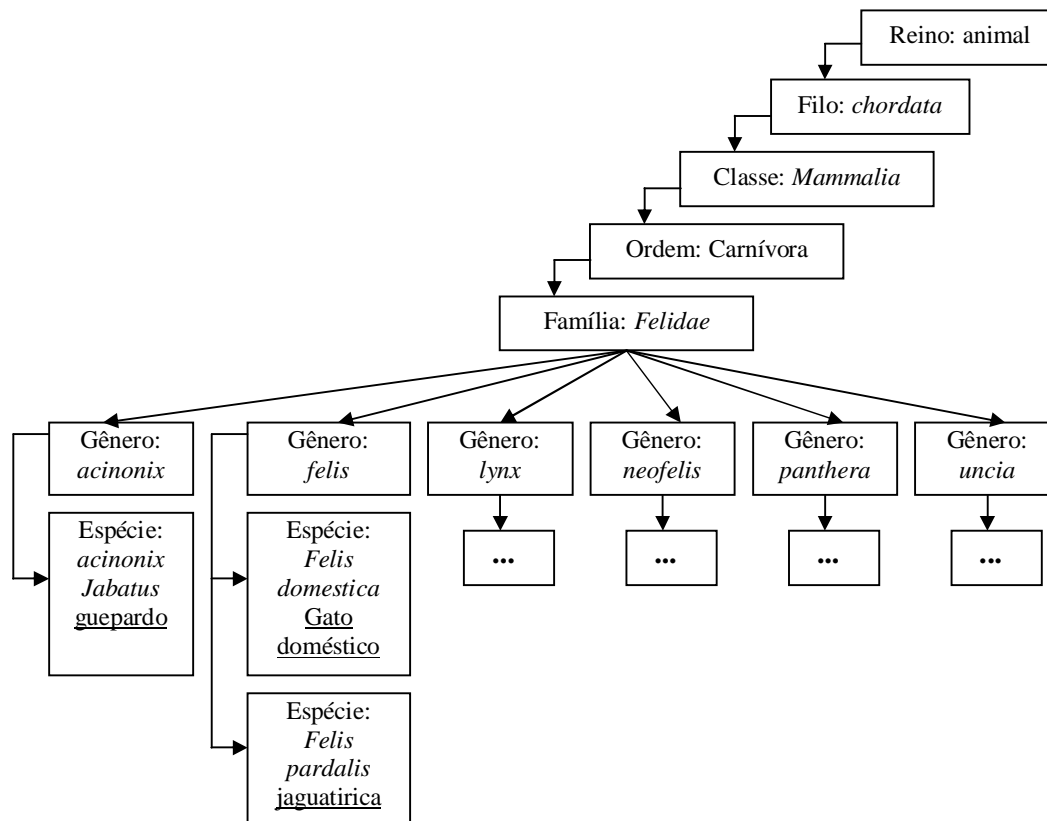 Reino: animal
Filo: chordata
Classe: Mammalia
Ordem: Carnívora
Família: Felidae
Gênero:
acinonix
Gênero:
felis
Gênero:
lynx
Gênero:
neofelis
Gênero:
panthera
Gênero:
uncia
Espécie:
acinonix
Jabatus
guepardo
Espécie:
Felis
domestica
Gato
doméstico
...
...
...
...
Espécie:
Felis
pardalis
jaguatirica